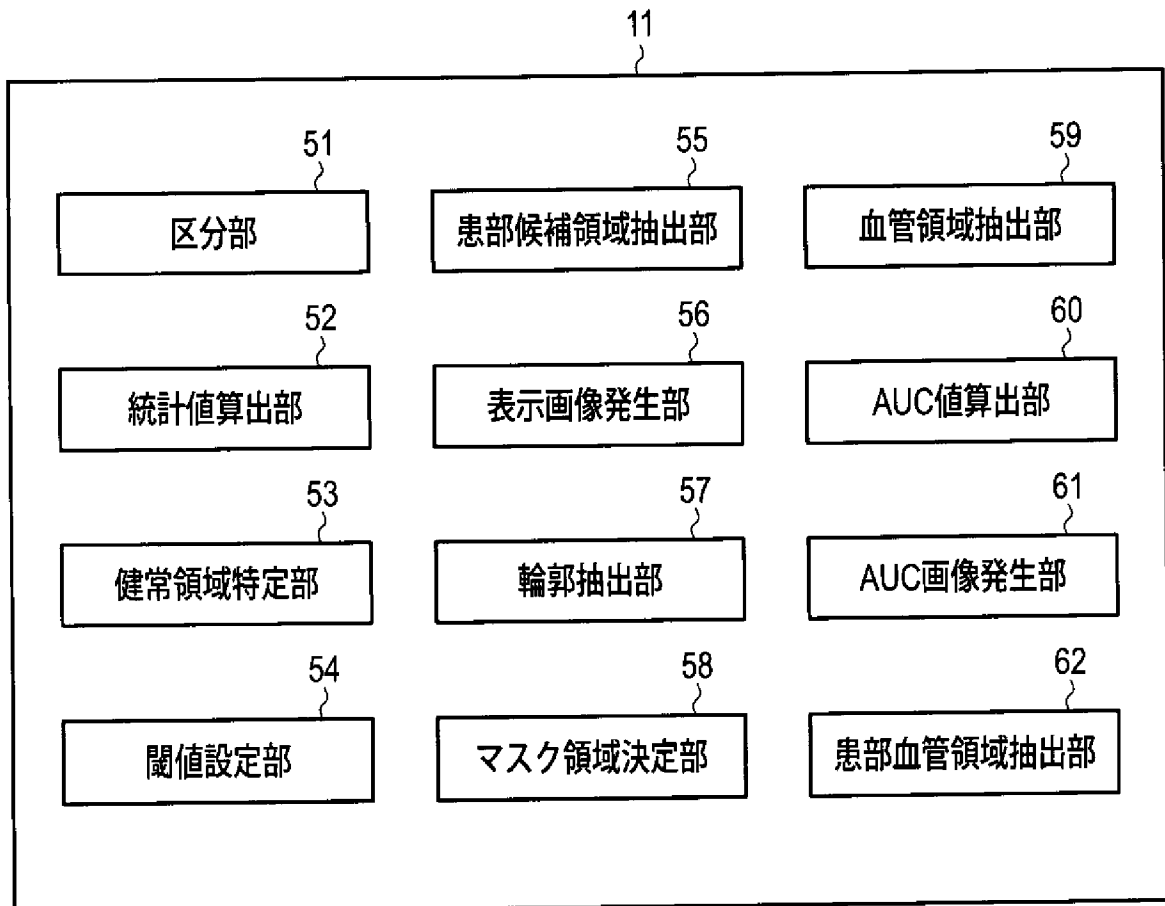 11
51
区分部
55
患部候補領域抽出部
59
血管領域抽出部
52
統計値算出部
56
表示画像発生部
60
AUC値算出部
53
健常領域特定部
57
輪郭抽出部
61
AUC画像発生部
54
閾値設定部
58
マスク領域決定部
62
患部血管領域抽出部